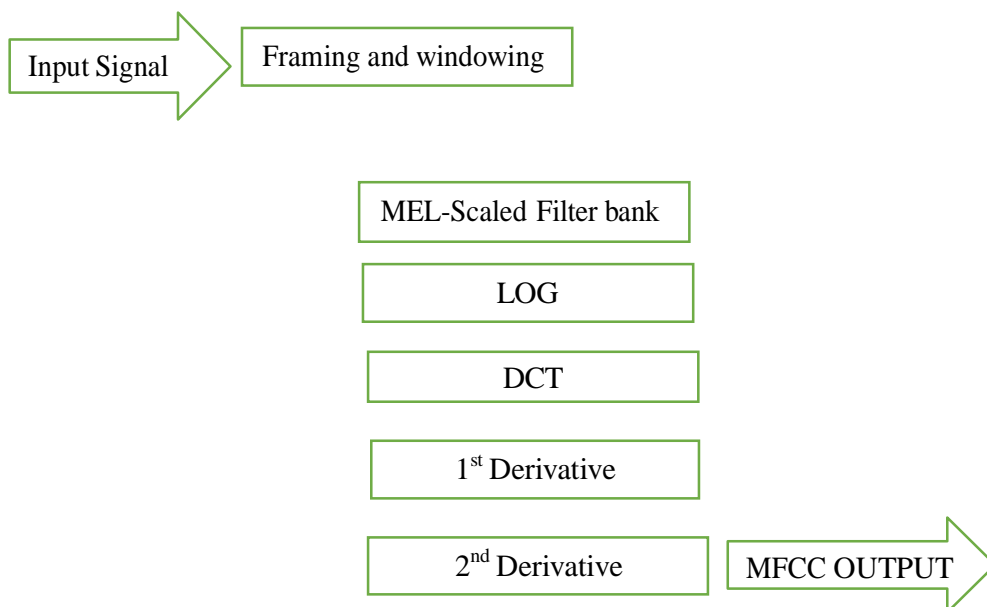 Input Signal
Framing and windowing
MEL-Scaled Filter bank
LOG
DCT
1st Derivative
2nd Derivative
MFCC OUTPUT